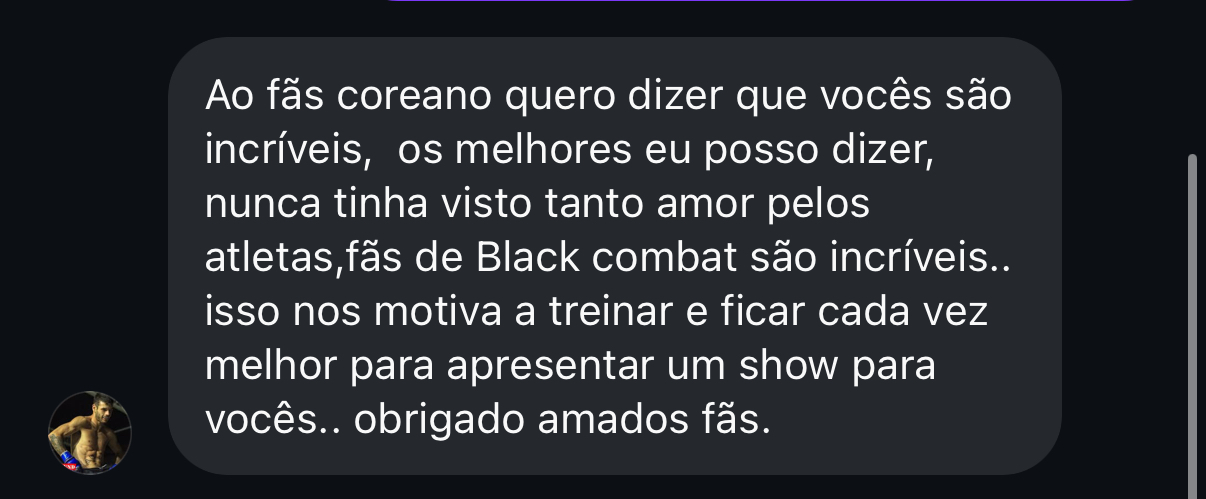 Ao fãs coreano quero dizer que vocês são
incríveis,  os melhores eu posso dizer,
nunca tinha visto tanto amor pelos
atletas,fãs de Black combat são incríveis..
isso nos motiva a treinar e ficar cada vez
melhor para apresentar um show para
vocês.. obrigado amados fãs.